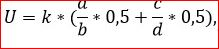 U = k * (a/b * 0,5 + c/d * 0,5),